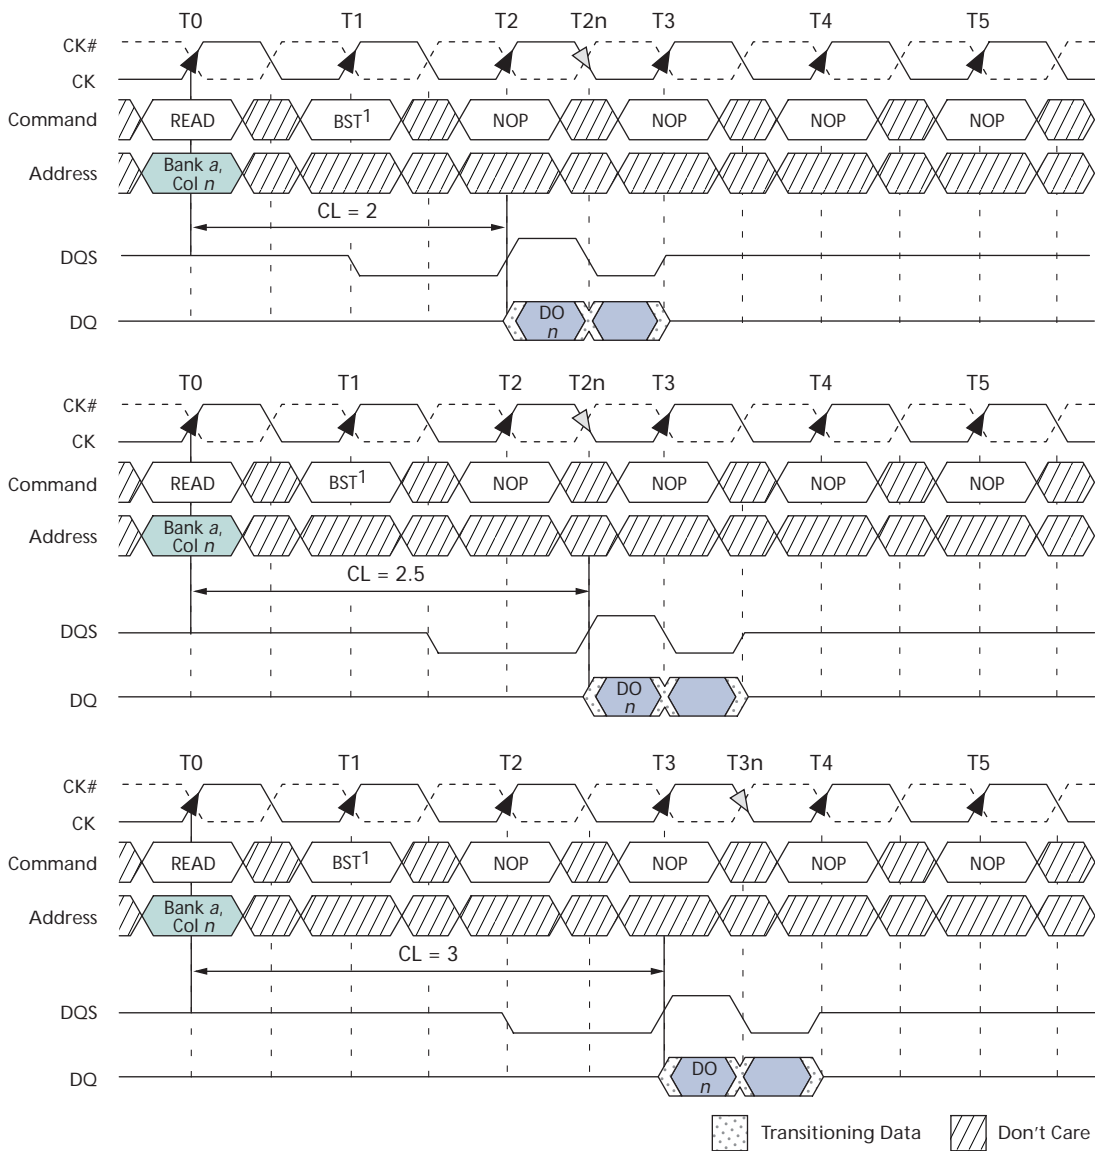 T0 T1 T2 T2n T3 T4 T5
CK#
CK
Command READ BST1 NOP NOP NOP NOP
Address Bank a,
Col n
CL = 2
DQS
DQ DO
n
T0 T1 T2 T2n T3 T4 T5
CK#
CK
Command READ BST1 NOP NOP NOP NOP
Address Bank a,
Col n
CL = 2.5
DQS
DQ DO
n
T0 T1 T2 T3 T3n T4 T5
CK#
CK
Command READ BST1 NOP NOP NOP NOP
Address Bank a,
Col n
CL = 3
DQS
DQ DO
n
Transitioning Data Don't Care